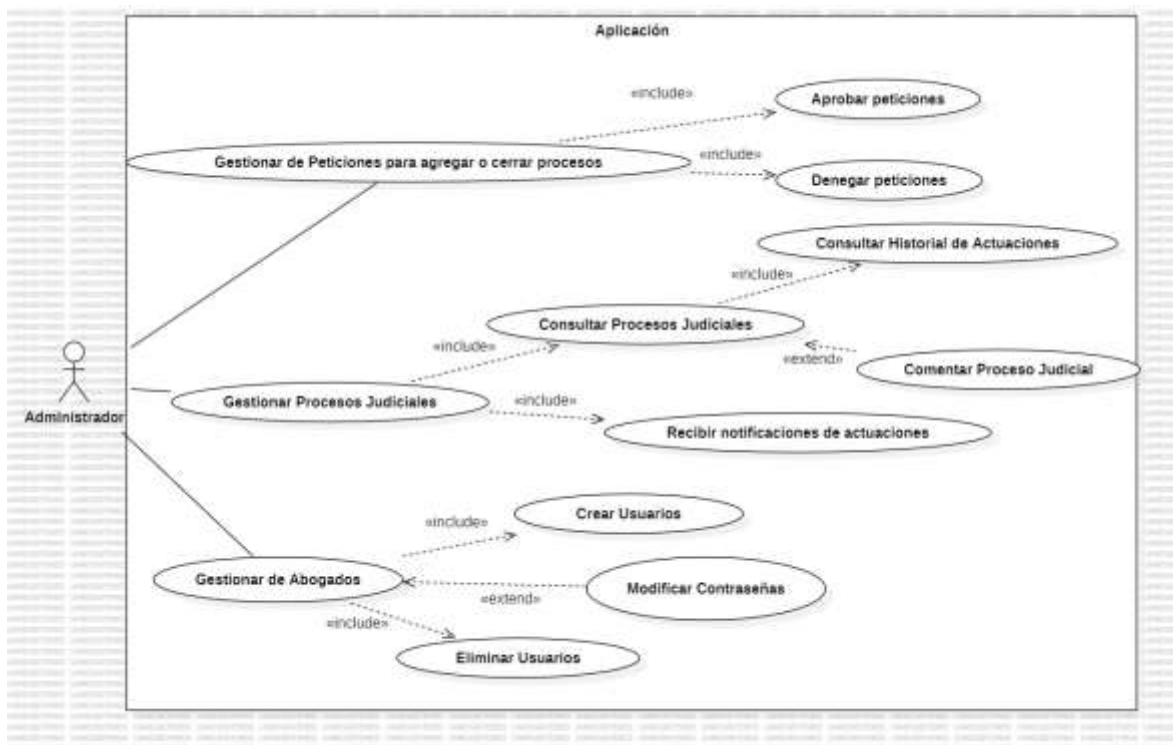 Aplicación
«include»
Aprobar peticiones
Gestionar de Peticiones para agregar o cerrar procesos
«include»
Denegar peticiones
Consultar Historial de Actuaciones
«include»
Consultar Procesos Judiciales
«include»
«extend»
Comentar Proceso Judicial
Administrador
Gestionar Procesos Judiciales
«include»
Recibir notificaciones de actuaciones
Crear Usuarios
«include»
Gestionar de Abogados
Modificar Contraseñas
«extend»
«include»
Eliminar Usuarios